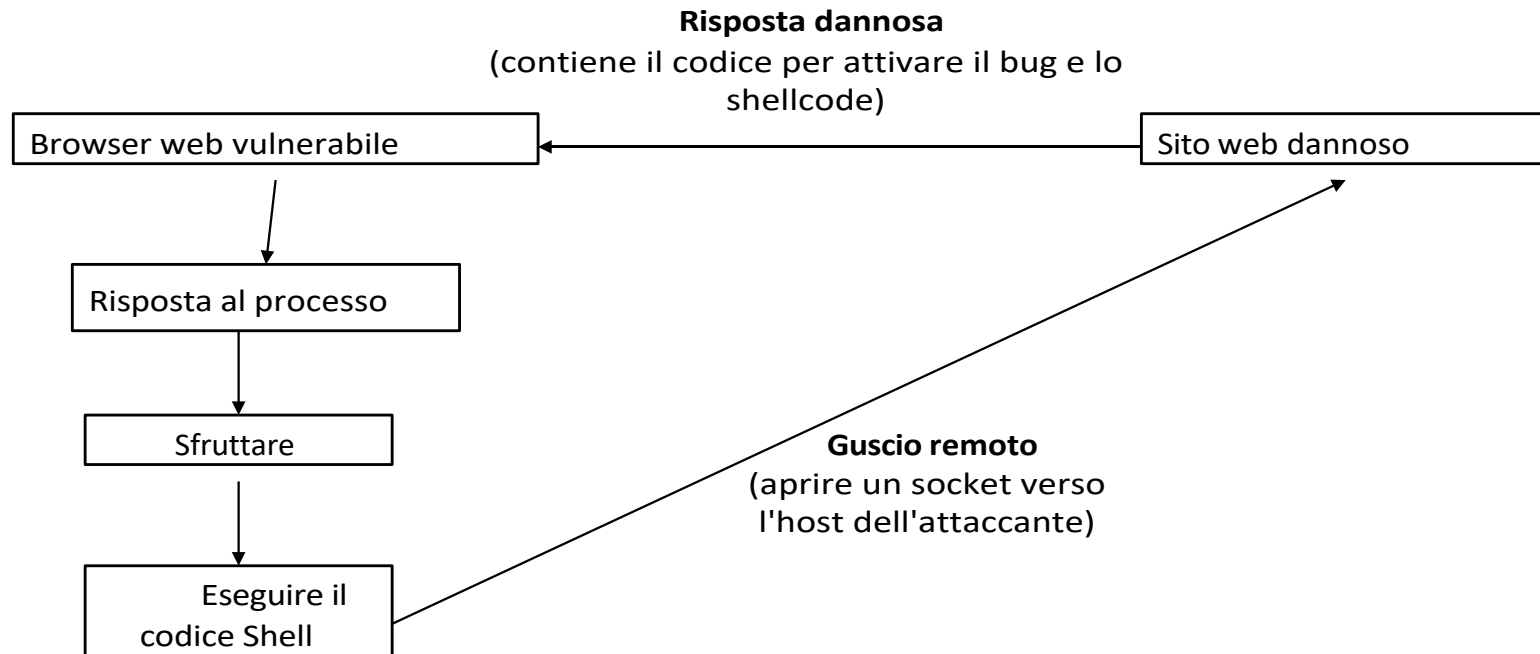 Risposta dannosa
(contiene il codice per attivare il bug e lo
shellcode)
Browser web vulnerabile
Sito web dannoso
Risposta al processo
Sfruttare
Guscio remoto
(aprire un socket verso
l'host dell'attaccante)
Eseguire il
codice Shell